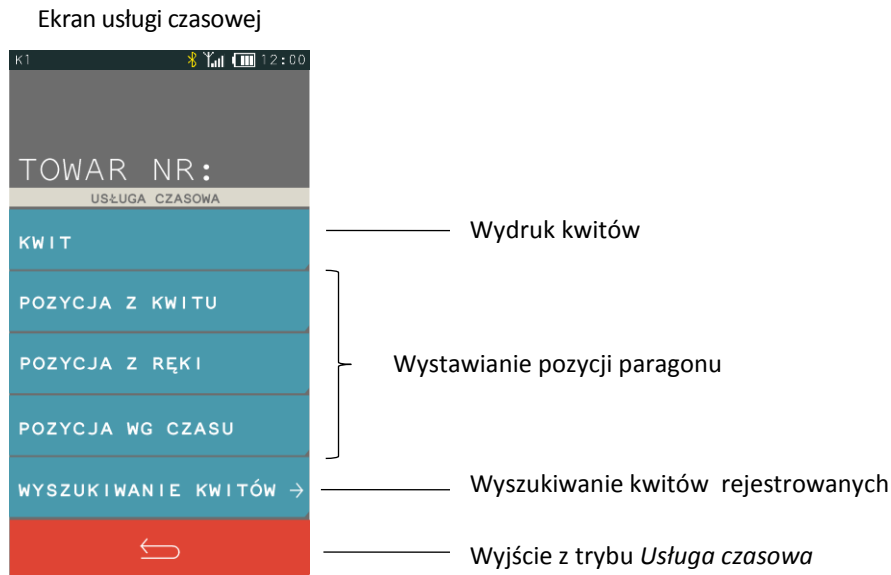 Ekran usługi czasowej
K1 12:00
TOWAR NR:
USŁUGA CZASOWA
KWIT
Wydruk kwitów
POZYCJA Z KWITU
POZYCJA Z RĘKI
Wystawianie pozycji paragonu
POZYCJA WG CZASU
WYSZUKIWANIE KWITÓW →
Wyszukiwanie kwitów rejestrowanych
Wyjście z trybu Usługa czasowa